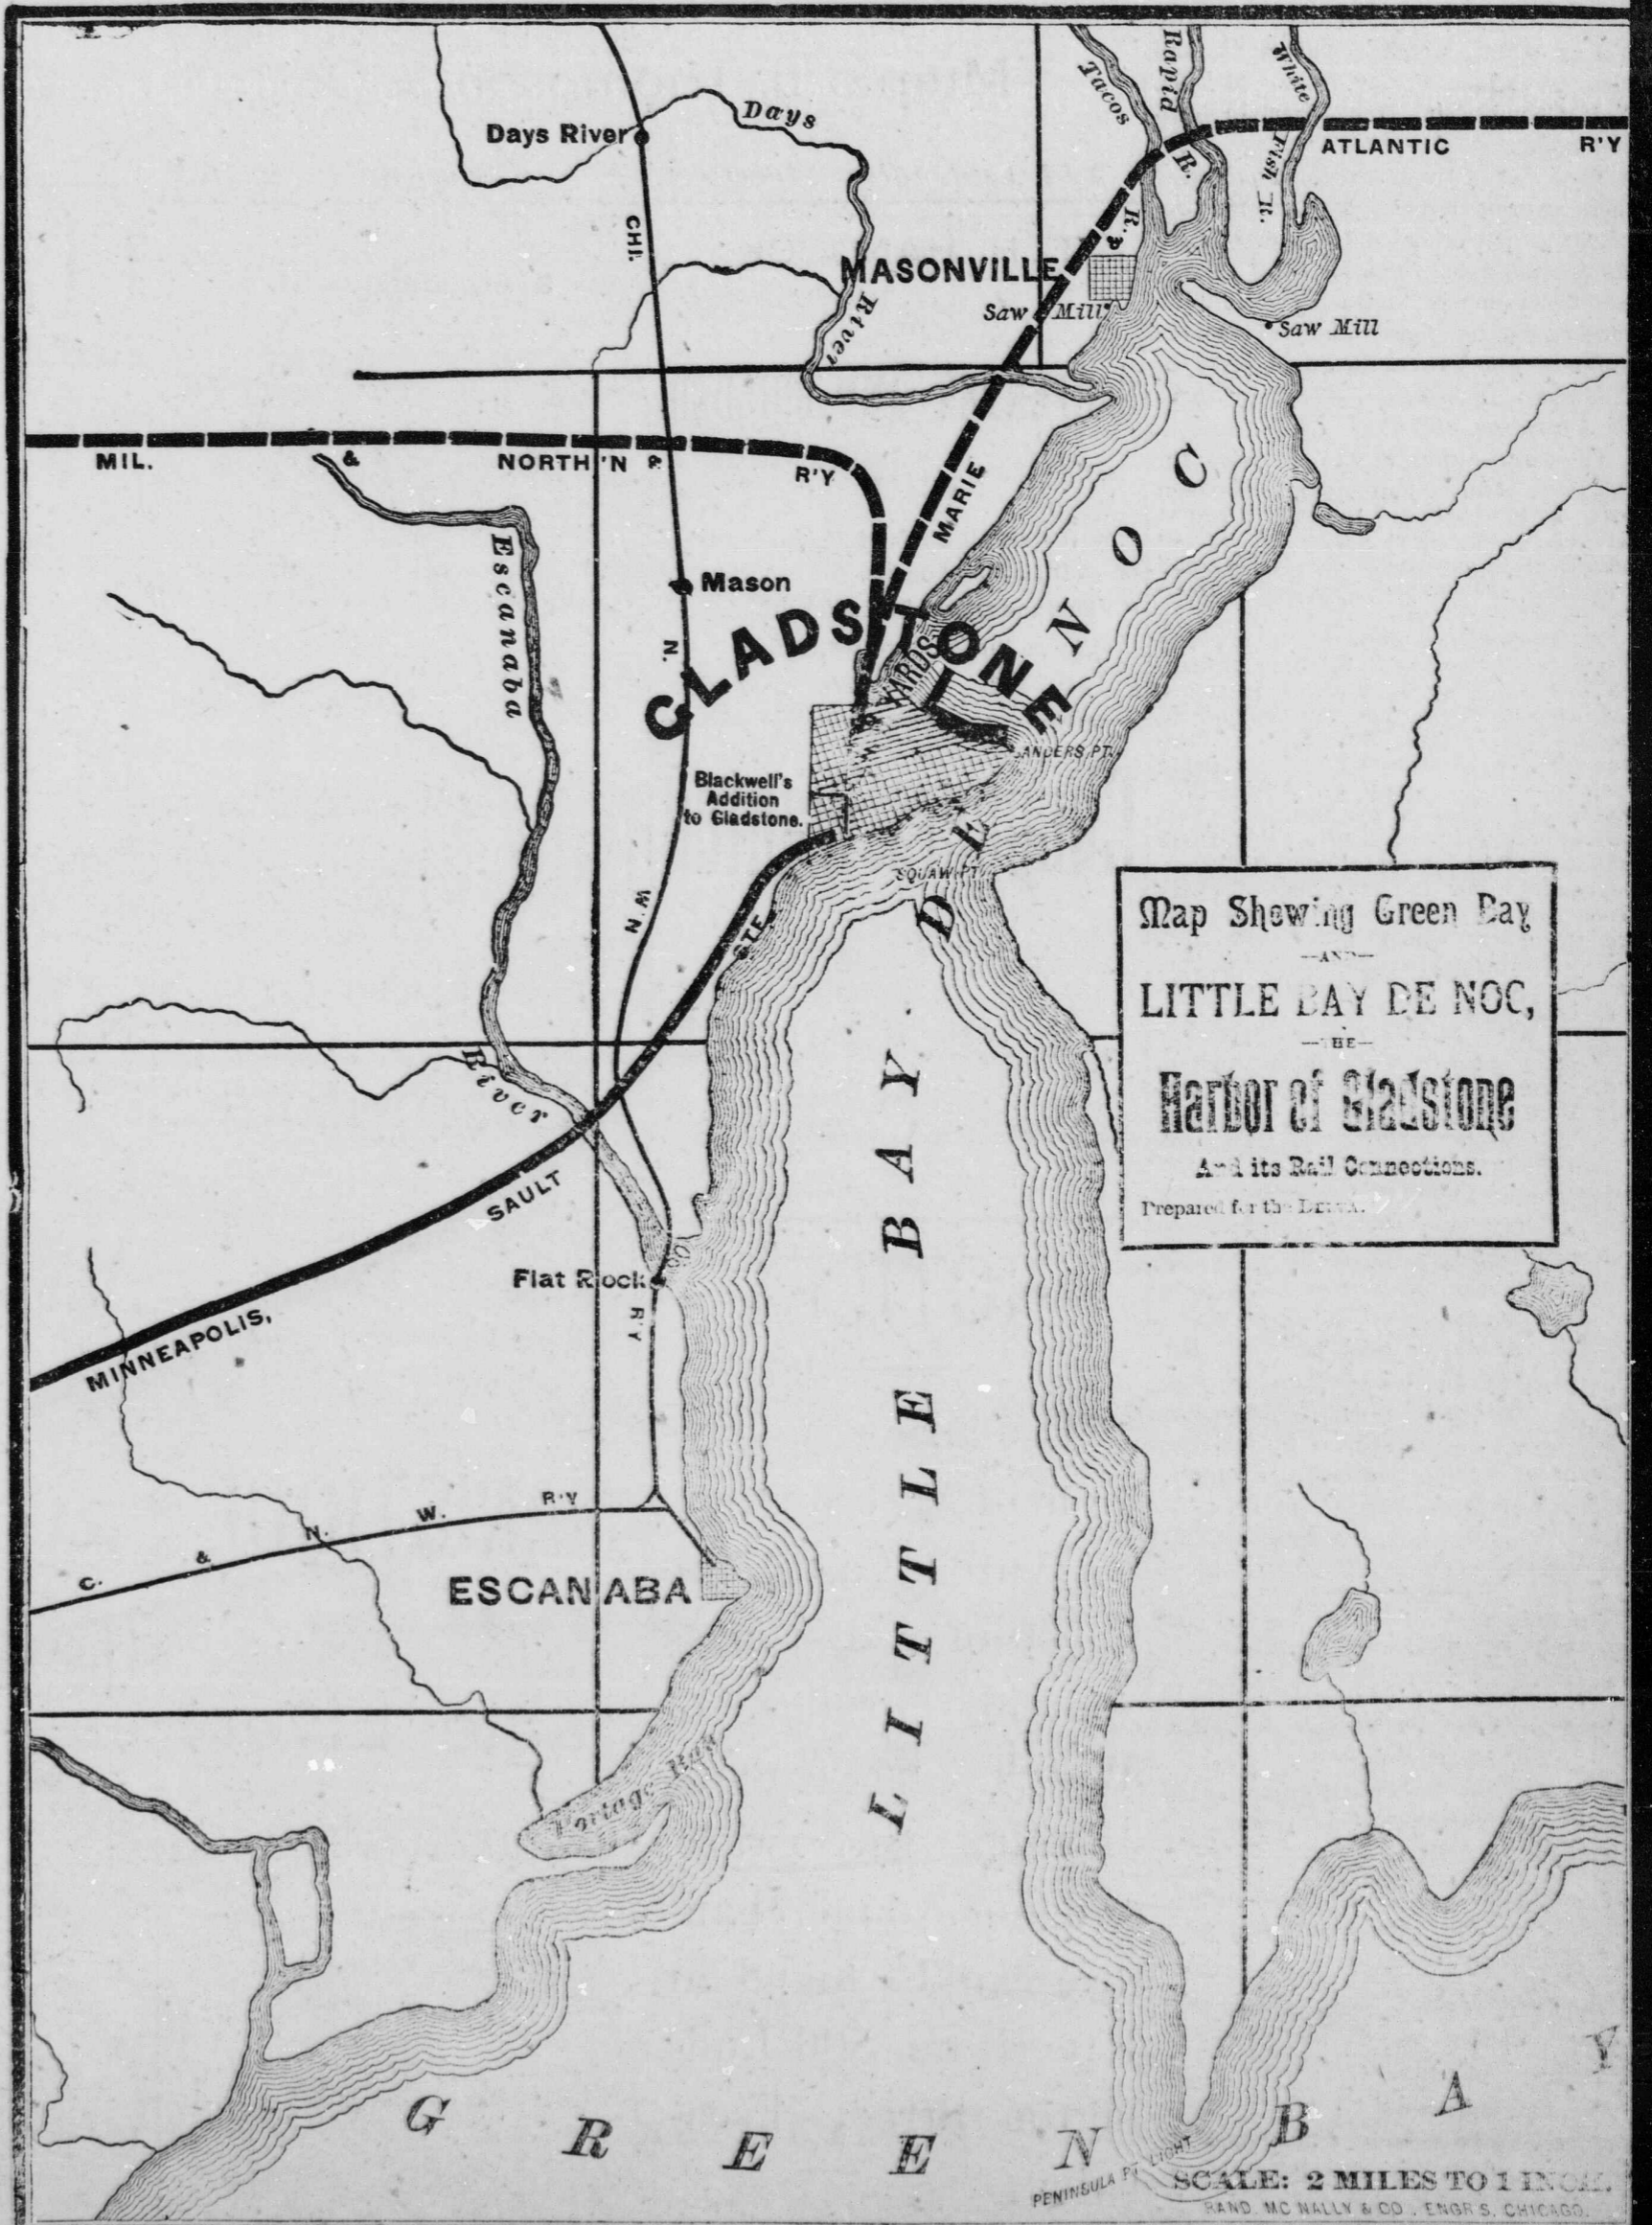 Tacos
Rapid
R.
White
Fish R.
Days River
Days
River
ATLANTIC R'Y
CHI.
R. &
MASONVILLE
Saw Mill
Saw Mill
MIL. & NORTH'N & R'Y
MARIE
Escanaba
River
Mason
N.
GLADSTONE
YARDS
Blackwell's
Addition
to Gladstone.
SQUAW PT.
N.W
STE.
Map Showing Green Bay
—AND—
LITTLE BAY DE NOC,
—THE—
Harbor of Gladstone
And its Rail Connections.
Prepared for the
SAULT
MINNEAPOLIS,
Flat Rock
R'Y
LITTLE BAY DE NOC
C. & N. W. R'Y
ESCANABA
Portage Bay
GREEN BAY
PENINSULA PT. LIGHT
SCALE: 2 MILES TO 1 INCH.
RAND MC NALLY & CO., ENGR'S, CHICAGO.